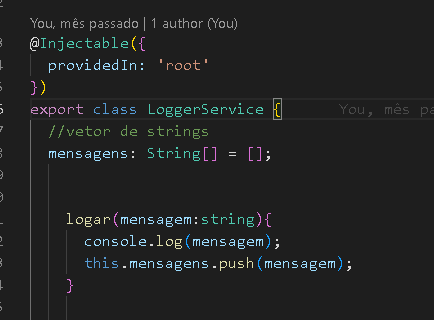 You, mês passado | 1 author (You)
@Injectable({
  providedIn: 'root'
})
export class LoggerService {    You, mês pa
  //vetor de strings
  mensagens: String[] = [];
    logar(mensagem:string){
      console.log(mensagem);
      this.mensagens.push(mensagem);
    }